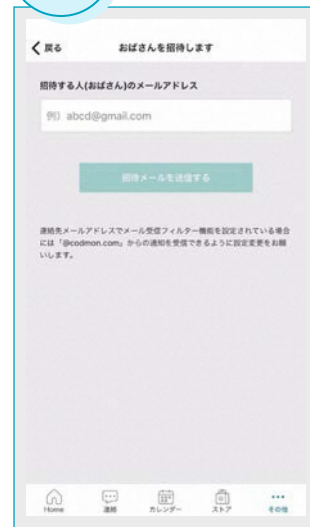 戻る
おばさんを招待します
招待する人(おばさん)のメールアドレス
例）abcd@gmail.com
招待メールを送信する
連絡先メールアドレスでメール受信フィルター機能を設定されている場合
には「@codmon.com」からの通知を受信できるように設定変更をお願
いします。
Home
連絡
カレンダー
ストア
その他